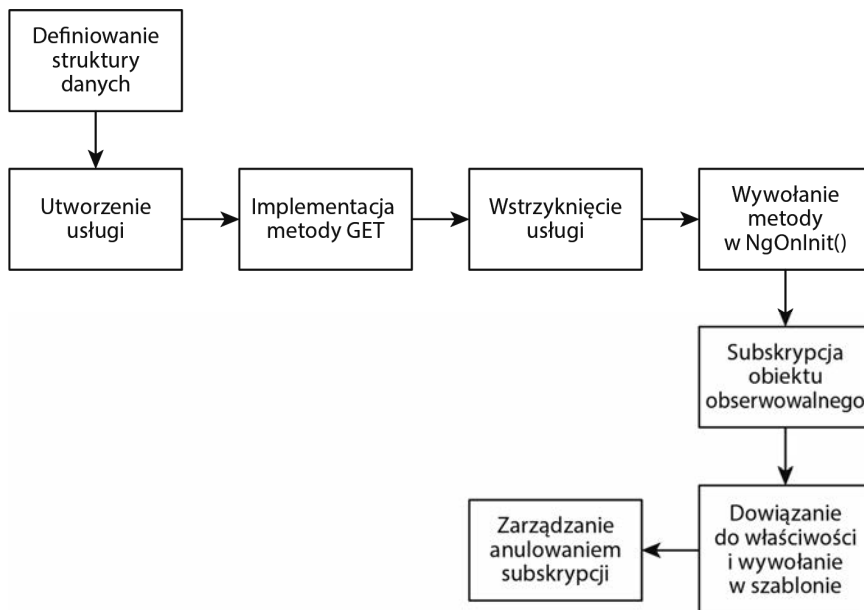 Definiowanie
struktury
danych
Utworzenie
usługi
Implementacja
metody GET
Wstrzyknięcie
usługi
Wywołanie
metody
w NgOnInit()
Subskrypcja
obiektu
obserwowalnego
Dowiązanie
do właściwości
i wywołanie
w szablonie
Zarządzanie
anulowaniem
subskrypcji